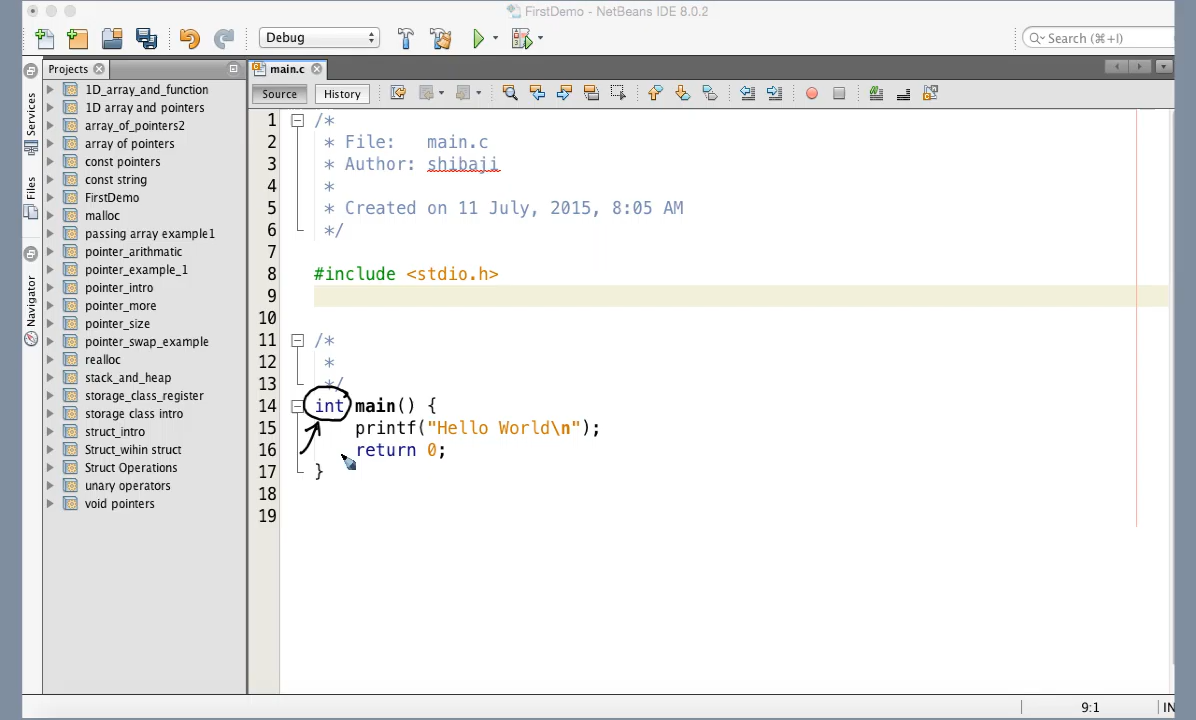 FirstDemo - NetBeans IDE 8.0.2
Debug
Search (⌘+I)
Projects
main.c
Source
History
Services
Files
Navigator
1D_array_and_function
1D array and pointers
array_of_pointers2
array of pointers
const pointers
const string
FirstDemo
malloc
passing array example1
pointer_arithmatic
pointer_example_1
pointer_intro
pointer_more
pointer_size
pointer_swap_example
realloc
stack_and_heap
storage_class_register
storage class intro
struct_intro
Struct_wihin struct
Struct Operations
unary operators
void pointers
1 /*
2 * File: main.c
3 * Author: shibaji
4 *
5 * Created on 11 July, 2015, 8:05 AM
6 */
7
8 #include <stdio.h>
9
10
11 /*
12 *
13 */
14 int main() {
15 printf("Hello World\n");
16 return 0;
17 }
18
19
9:1
IN